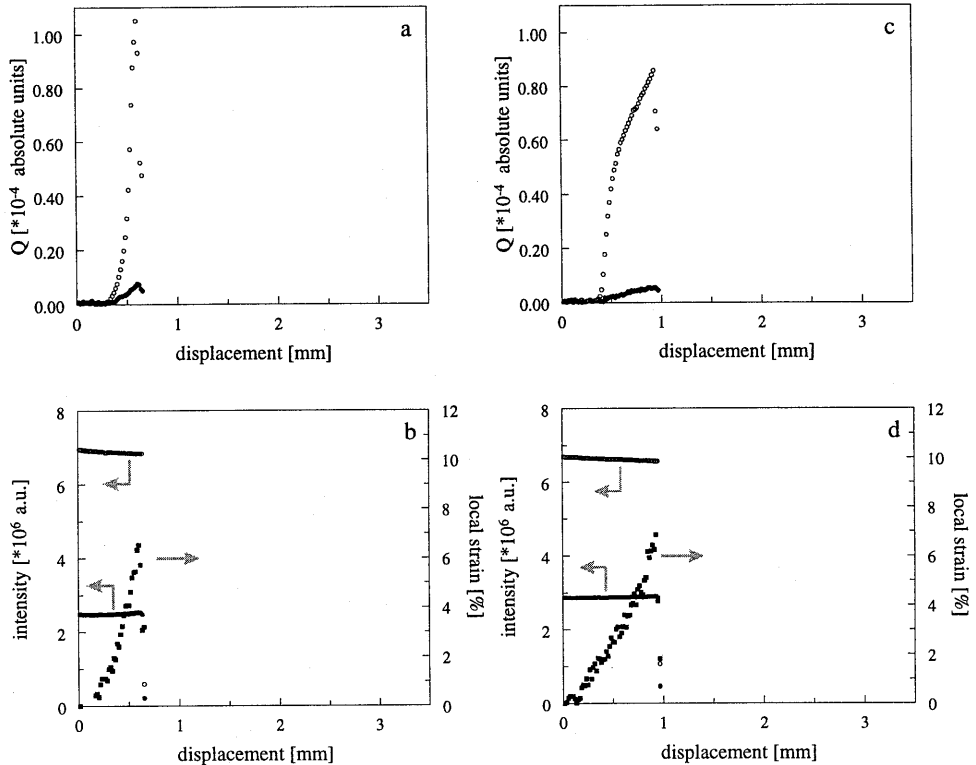 a
1.00
0.80
0.60
0.40
0.20
0.00
Q [*10-4 absolute units]
0 1 2 3
displacement [mm]
c
1.00
0.80
0.60
0.40
0.20
0.00
Q [*10-4 absolute units]
0 1 2 3
displacement [mm]
b
8
6
4
2
0
intensity [*10⁶ a.u.]
12
10
8
6
4
2
0
local strain [%]
0 1 2 3
displacement [mm]
d
8
6
4
2
0
intensity [*10⁶ a.u.]
12
10
8
6
4
2
0
local strain [%]
0 1 2 3
displacement [mm]